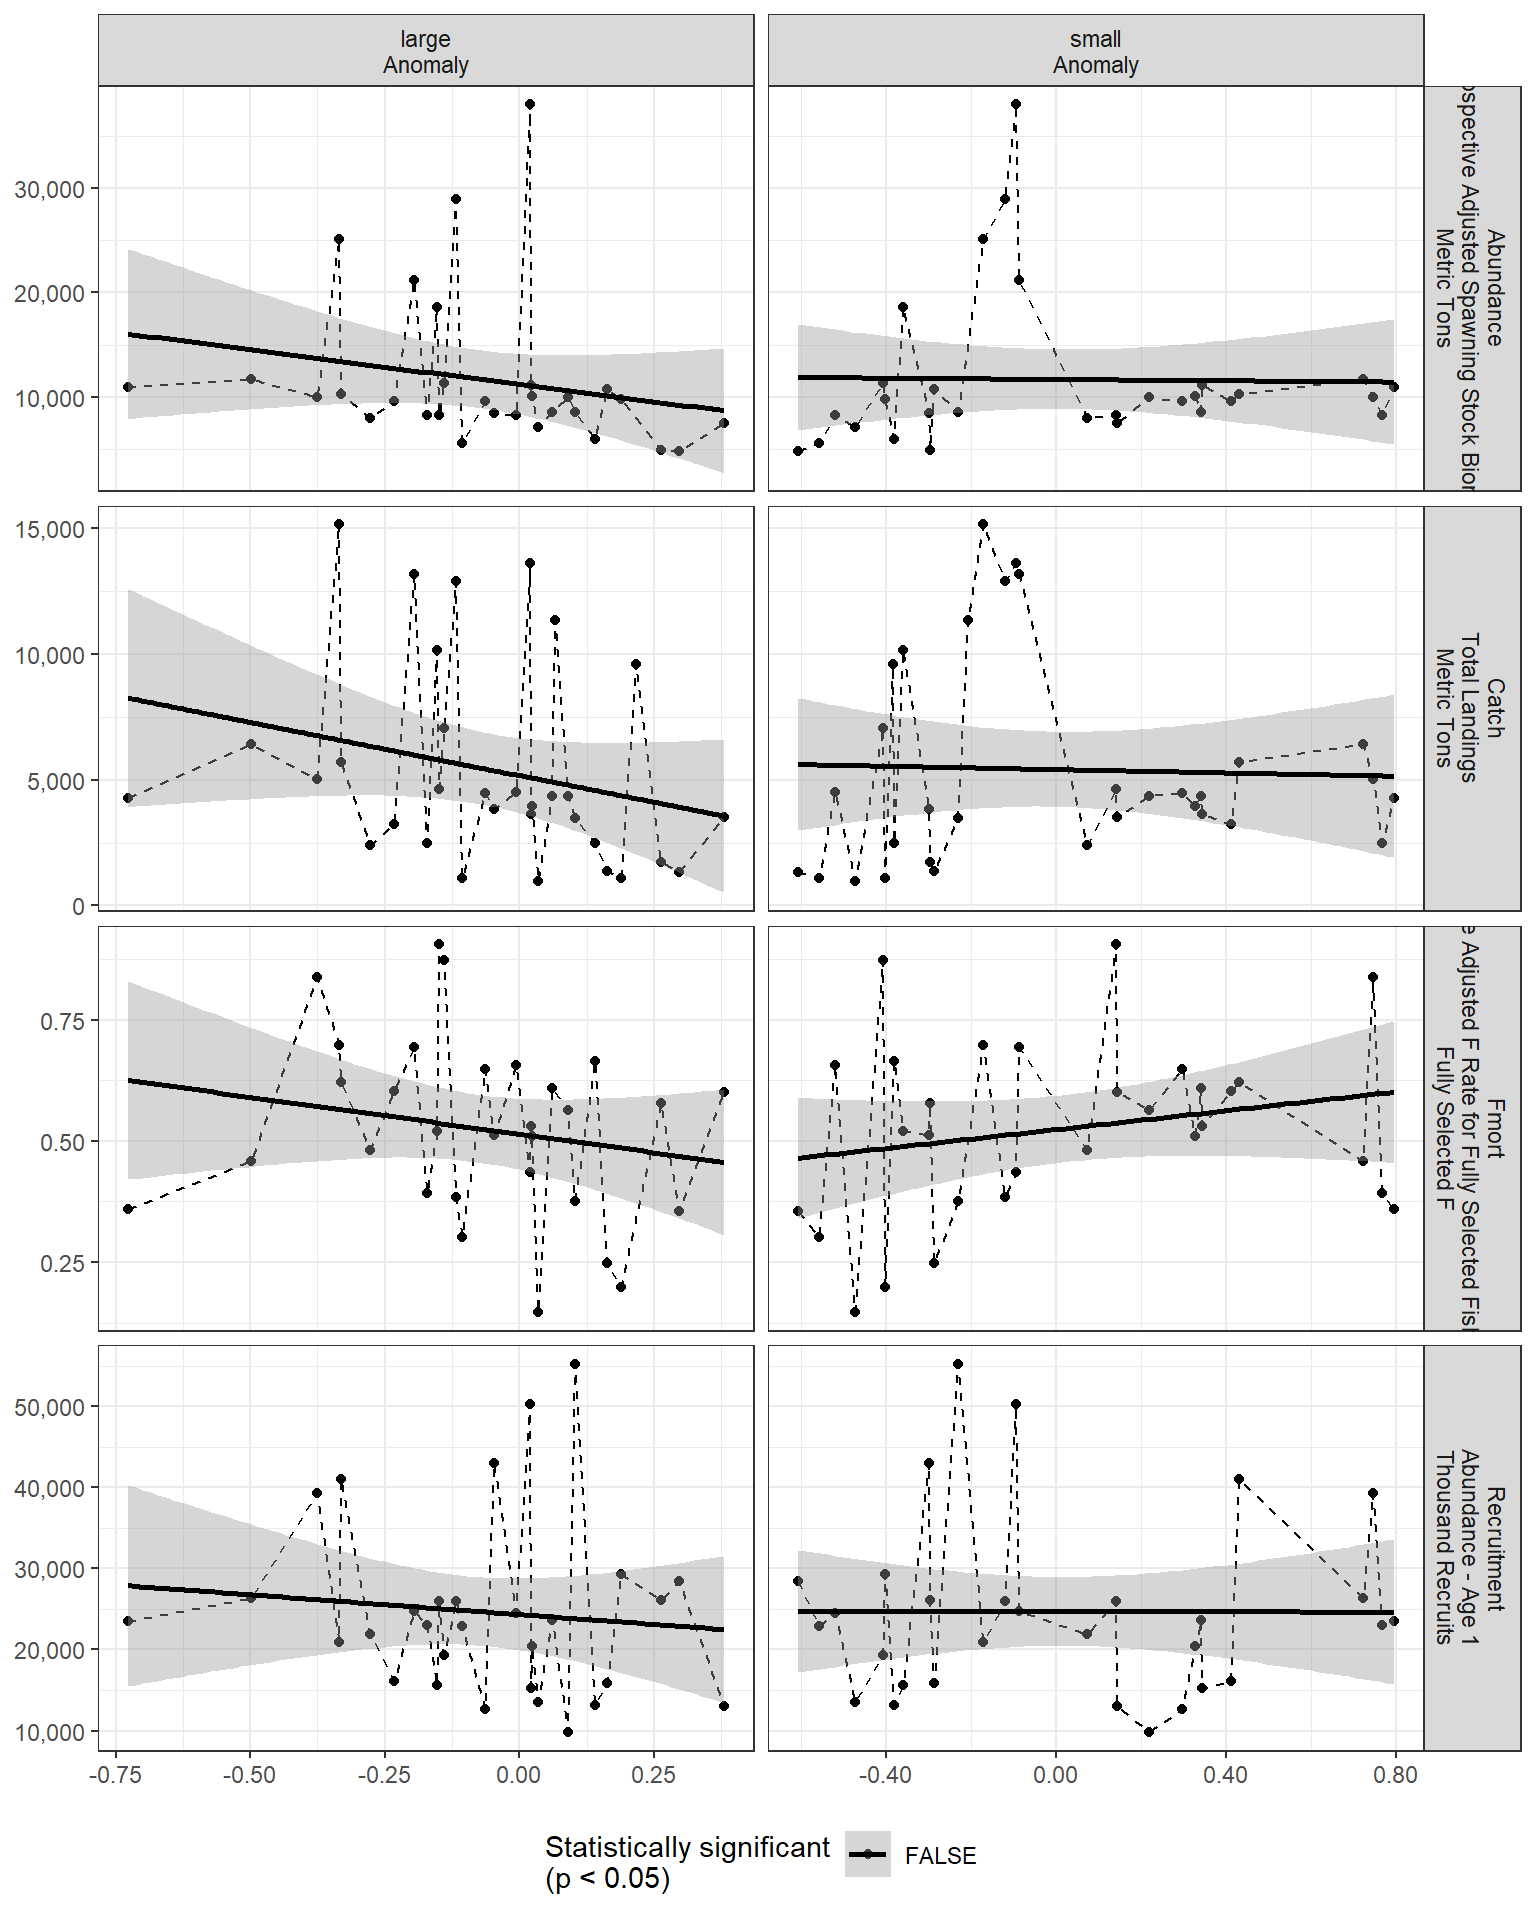 large
Anomaly
small
Anomaly
30,000
20,000
10,000
Abundance
Adjusted Spawning Stock
Metric Tons
15,000
10,000
5,000
0
Catch
Total Landings
Metric Tons
0.75
0.50
0.25
Fmort
Adjusted F Rate for Fully Selected
Fully Selected F
50,000
40,000
30,000
20,000
10,000
Recruitment
Abundance - Age 1
Thousand Recruits
-0.75
-0.50
-0.25
0.00
0.25
-0.40
0.00
0.40
0.80
Statistically significant
(p < 0.05)
FALSE